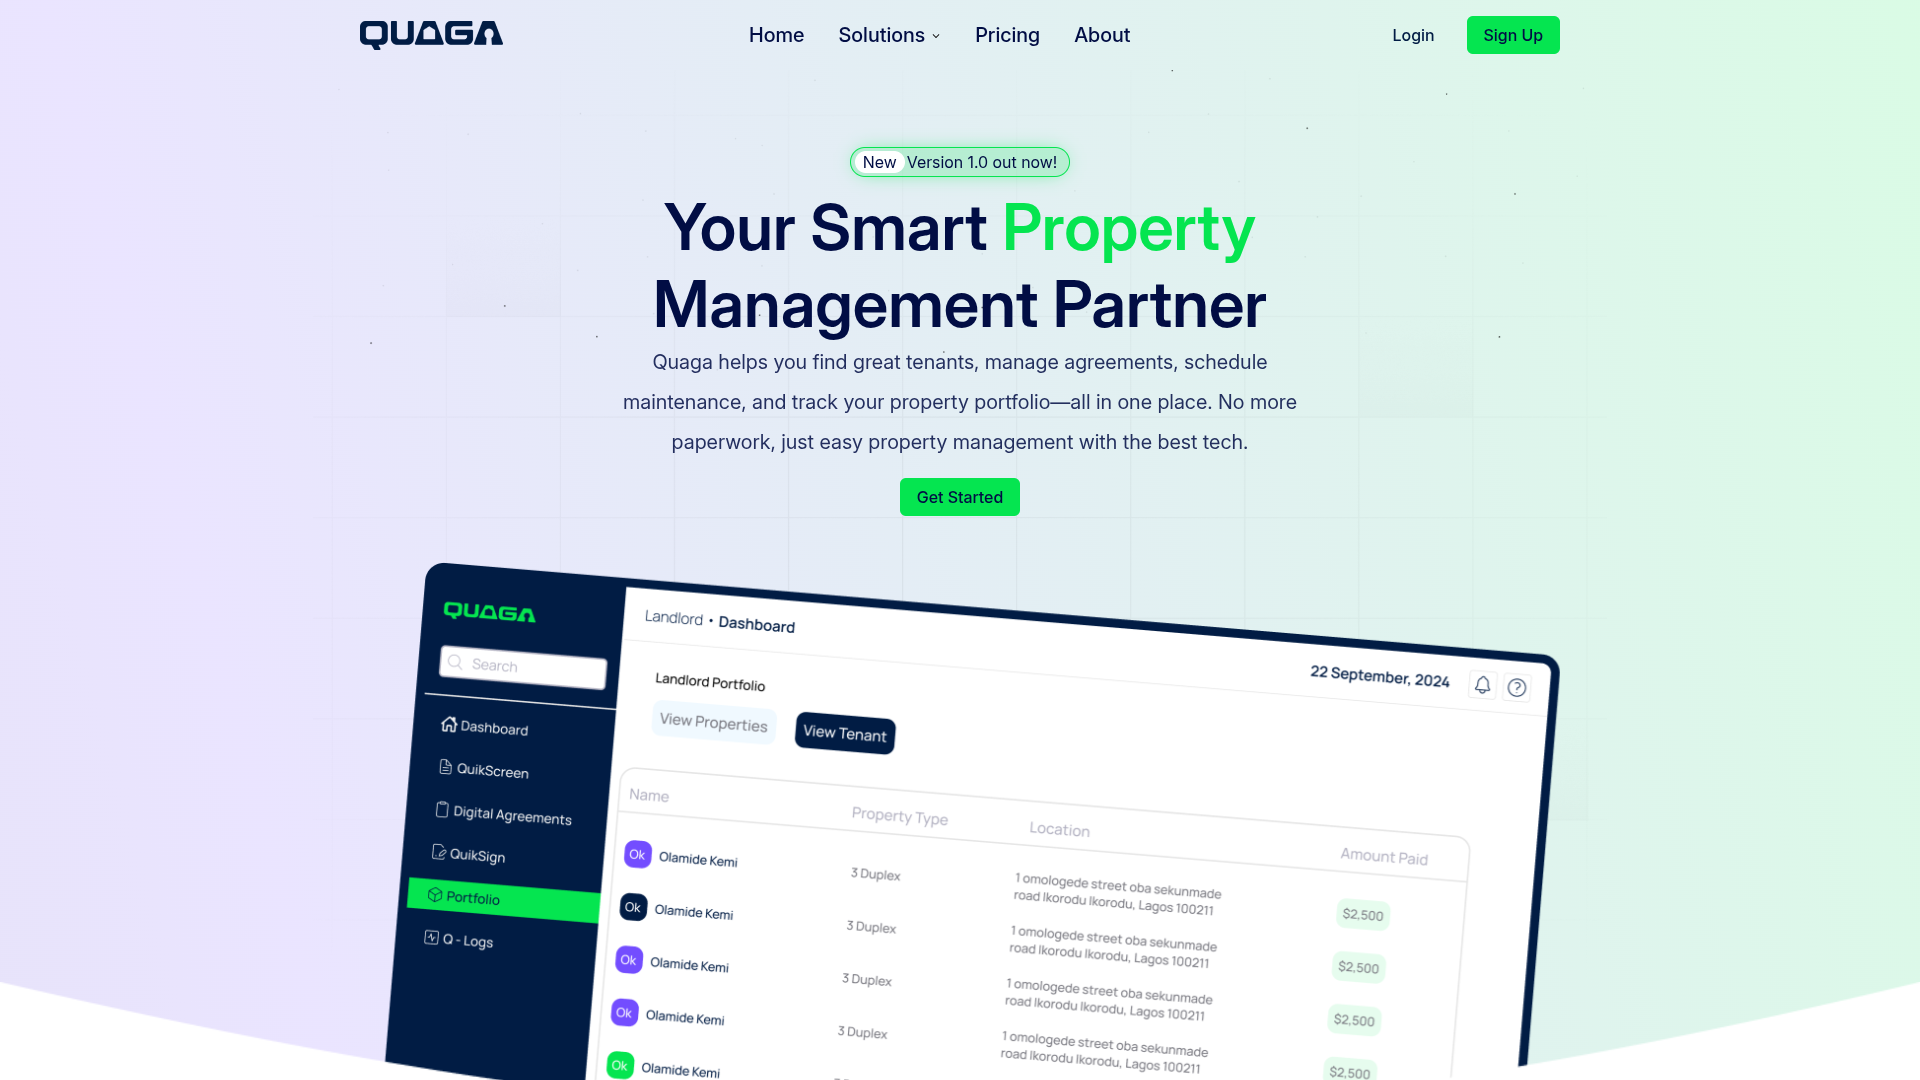 QUAGA
Home Solutions Pricing About
Login
Sign Up
New Version 1.0 out now!
Your Smart Property
Management Partner
Quaga helps you find great tenants, manage agreements, schedule
maintenance, and track your property portfolio—all in one place. No more
paperwork, just easy property management with the best tech.
Get Started
QUAGA
Search
Dashboard
QuikScreen
Digital Agreements
QuikSign
Portfolio
Q - Logs
Landlord • Dashboard
22 September, 2024
Landlord Portfolio
View Properties View Tenant
Name Property Type Location Amount Paid
Ok Olamide Kemi 3 Duplex 1 omologede street oba sekunmade
road Ikorodu Ikorodu, Lagos 100211 $2,500
Ok Olamide Kemi 3 Duplex 1 omologede street oba sekunmade
road Ikorodu Ikorodu, Lagos 100211 $2,500
Ok Olamide Kemi 3 Duplex 1 omologede street oba sekunmade
road Ikorodu Ikorodu, Lagos 100211 $2,500
Ok Olamide Kemi 3 Duplex 1 omologede street oba sekunmade
road Ikorodu Ikorodu, Lagos 100211 $2,500
Ok Olamide Kemi